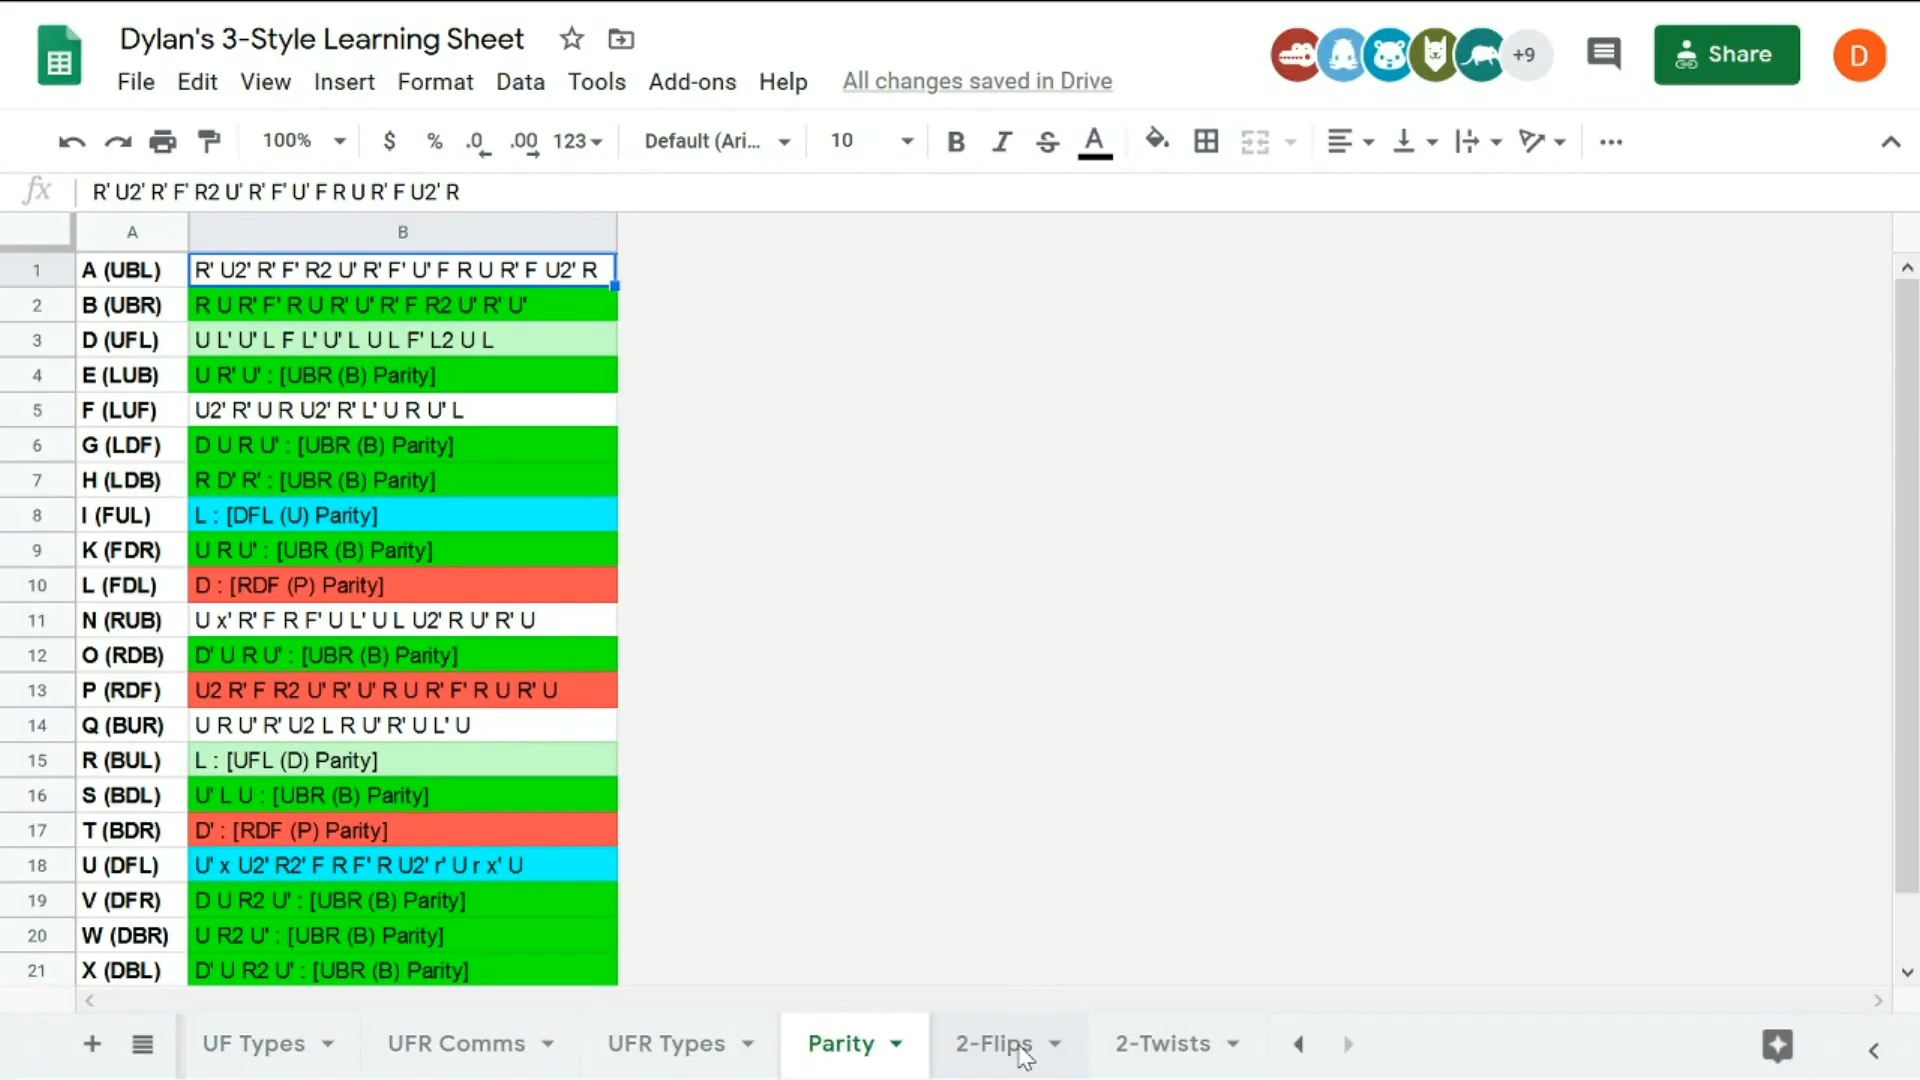 Dylan's 3-Style Learning Sheet
+9
Share
D
File Edit View Insert Format Data Tools Add-ons Help All changes saved in Drive
100% $ % .0 .00 123 Default (Ari... 10 B I S A
fx R' U2' R' F' R2 U' R' F' U' F R U R' F U2' R
A B
1 A (UBL) R' U2' R' F' R2 U' R' F' U' F R U R' F U2' R
2 B (UBR) R U R' F' R U R' U' R' F R2 U' R' U'
3 D (UFL) U L' U' L F L' U' L U L F' L2 U L
4 E (LUB) U R' U' : [UBR (B) Parity]
5 F (LUF) U2' R' U R U2' R' L' U R U' L
6 G (LDF) D U R U' : [UBR (B) Parity]
7 H (LDB) R D' R' : [UBR (B) Parity]
8 I (FUL) L : [DFL (U) Parity]
9 K (FDR) U R U' : [UBR (B) Parity]
10 L (FDL) D : [RDF (P) Parity]
11 N (RUB) U x' R' F R F' U L' U L U2' R U' R' U
12 O (RDB) D' U R U' : [UBR (B) Parity]
13 P (RDF) U2 R' F R2 U' R' U' R U R' F' R U R' U
14 Q (BUR) U R U' R' U2 L R U' R' U L' U
15 R (BUL) L : [UFL (D) Parity]
16 S (BDL) U' L U : [UBR (B) Parity]
17 T (BDR) D' : [RDF (P) Parity]
18 U (DFL) U' x U2' R2' F R F' R U2' r' U r x' U
19 V (DFR) D U R2 U' : [UBR (B) Parity]
20 W (DBR) U R2 U' : [UBR (B) Parity]
21 X (DBL) D' U R2 U' : [UBR (B) Parity]
UF Types UFR Comms UFR Types Parity 2-Flips 2-Twists